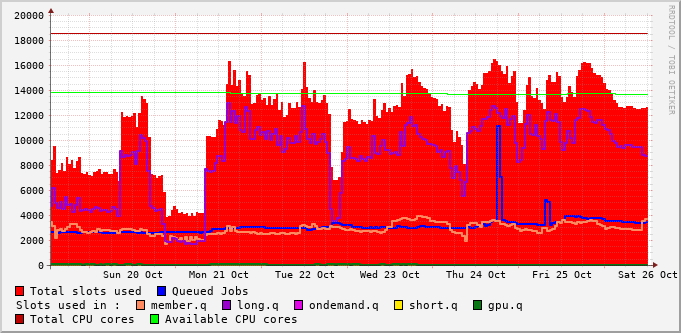 RRDTOOL / TOBI OETIKER
20000
18000
16000
14000
12000
10000
8000
6000
4000
2000
0
Sun 20 Oct Mon 21 Oct Tue 22 Oct Wed 23 Oct Thu 24 Oct Fri 25 Oct Sat 26 Oct
Total slots used Queued Jobs
Slots used in : member.q long.q ondemand.q short.q gpu.q
Total CPU cores Available CPU cores